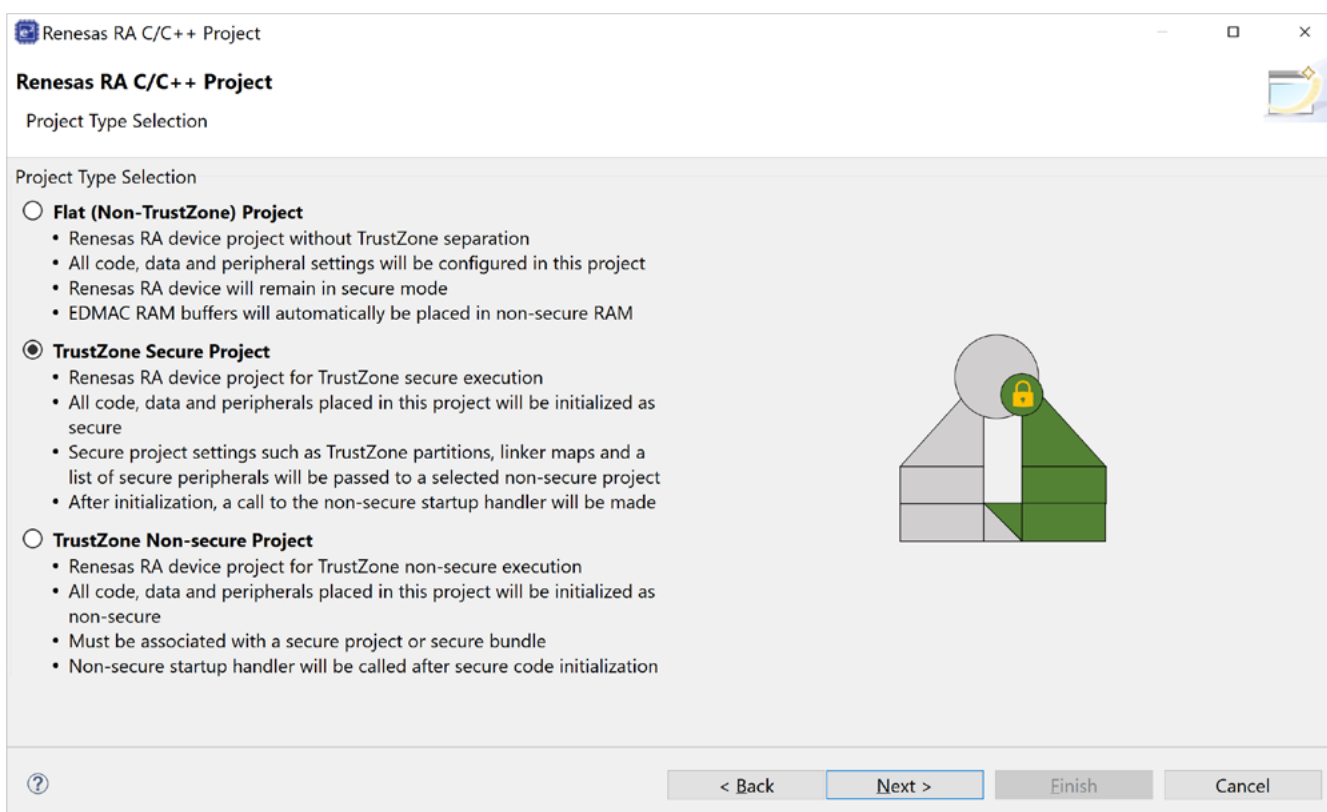 Renesas RA C/C++ Project
Renesas RA C/C++ Project
Project Type Selection
Project Type Selection
Flat (Non-TrustZone) Project
• Renesas RA device project without TrustZone separation
• All code, data and peripheral settings will be configured in this project
• Renesas RA device will remain in secure mode
• EDMAC RAM buffers will automatically be placed in non-secure RAM
TrustZone Secure Project
• Renesas RA device project for TrustZone secure execution
• All code, data and peripherals placed in this project will be initialized as
secure
• Secure project settings such as TrustZone partitions, linker maps and a
list of secure peripherals will be passed to a selected non-secure project
• After initialization, a call to the non-secure startup handler will be made
TrustZone Non-secure Project
• Renesas RA device project for TrustZone non-secure execution
• All code, data and peripherals placed in this project will be initialized as
non-secure
• Must be associated with a secure project or secure bundle
• Non-secure startup handler will be called after secure code initialization
? < Back Next > Finish Cancel